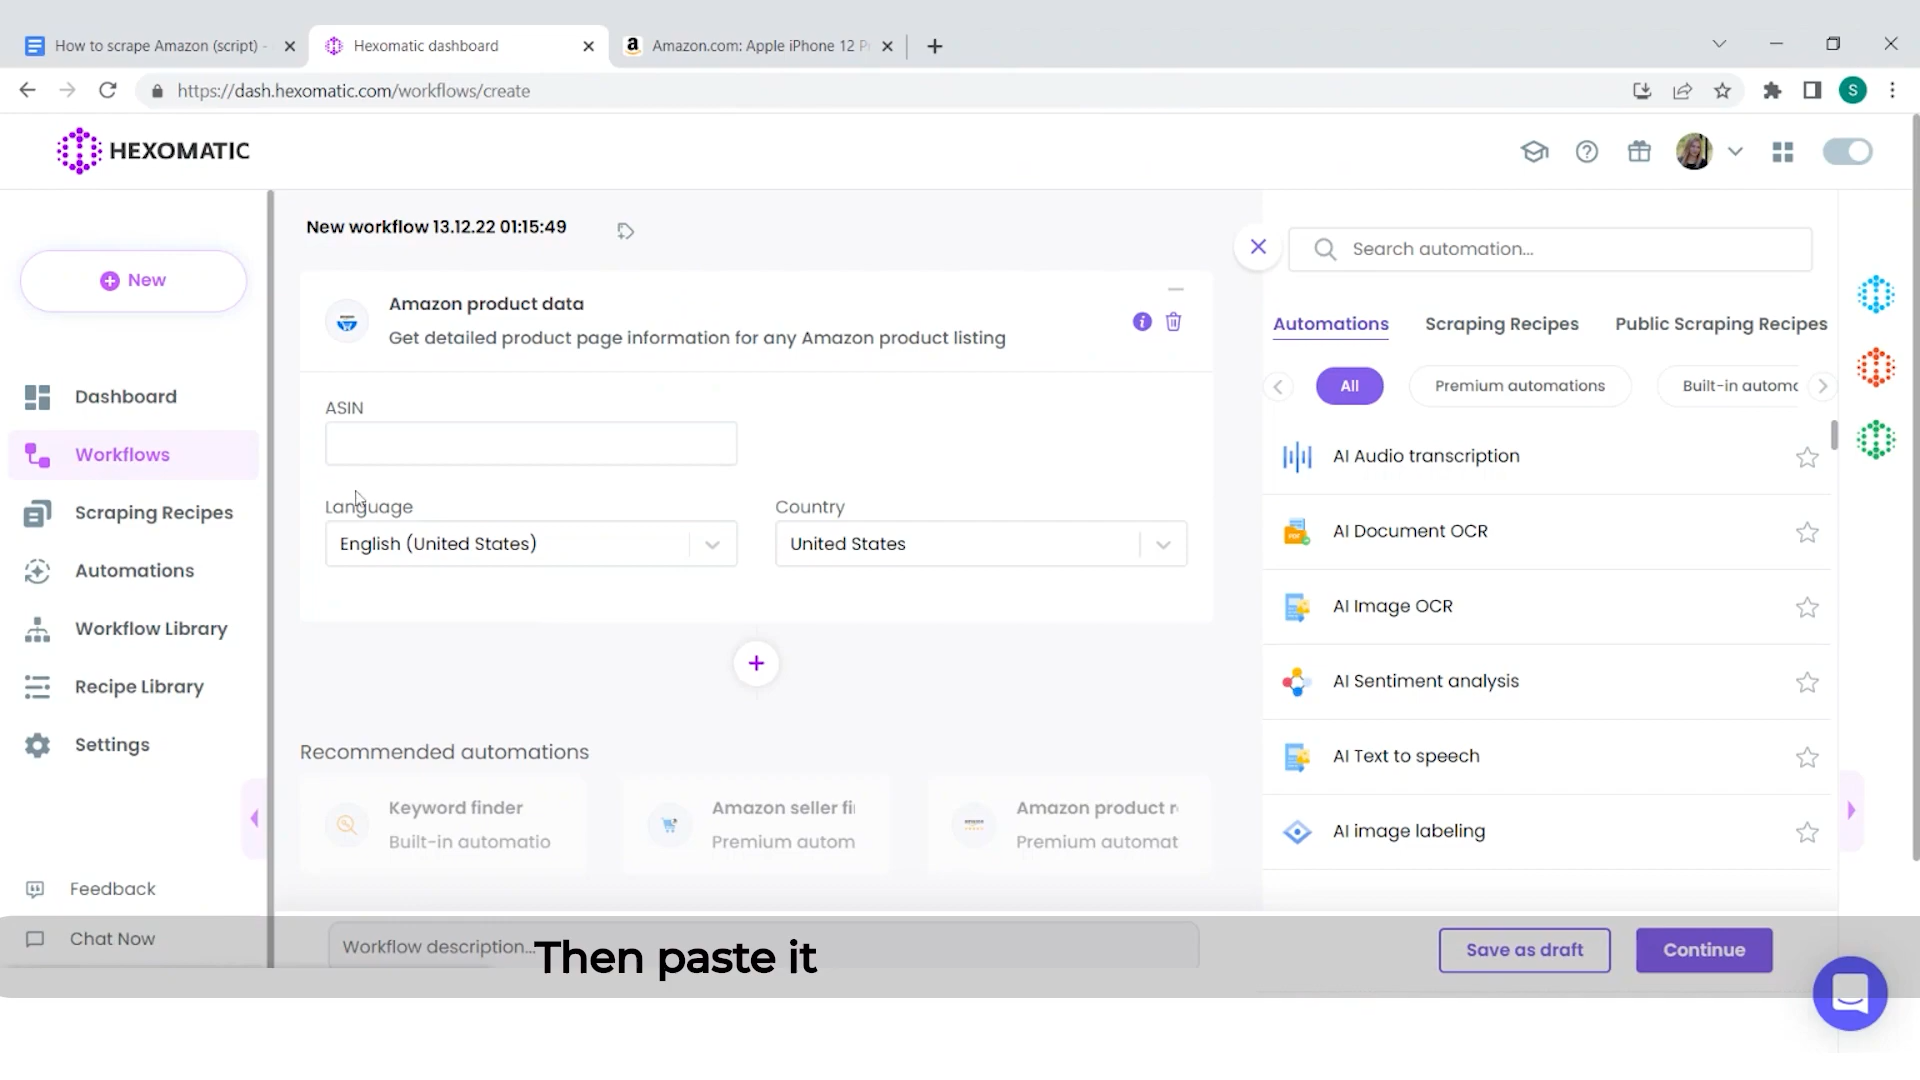 How to scrape Amazon (script) -
Hexomatic dashboard
Amazon.com: Apple iPhone 12 Pr
https://dash.hexomatic.com/workflows/create
S
HEXOMATIC
New workflow 13.12.22 01:15:49
Search automation...
New
Amazon product data
Get detailed product page information for any Amazon product listing
Automations
Scraping Recipes
Public Scraping Recipes
All
Premium automations
Built-in automc
Dashboard
Workflows
Scraping Recipes
Automations
Workflow Library
Recipe Library
Settings
ASIN
Language
Country
English (United States)
United States
AI Audio transcription
AI Document OCR
AI Image OCR
AI Sentiment analysis
AI Text to speech
AI image labeling
Recommended automations
Keyword finder
Built-in automatio
Amazon seller fi
Premium autom
Amazon product r
Premium automat
Feedback
Chat Now
Workflow description...
Then paste it
Save as draft
Continue